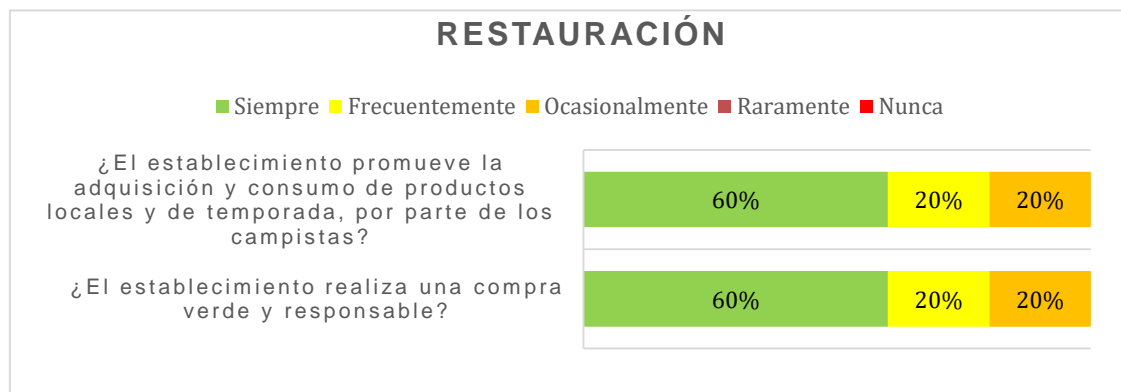 RESTAURACIÓN
Siempre Frecuentemente Ocasionalmente Raramente Nunca
¿El establecimiento promueve la
adquisición y consumo de productos
locales y de temporada, por parte de los
campistas?
60% 20% 20%
¿El establecimiento realiza una compra
verde y responsable?
60% 20% 20%